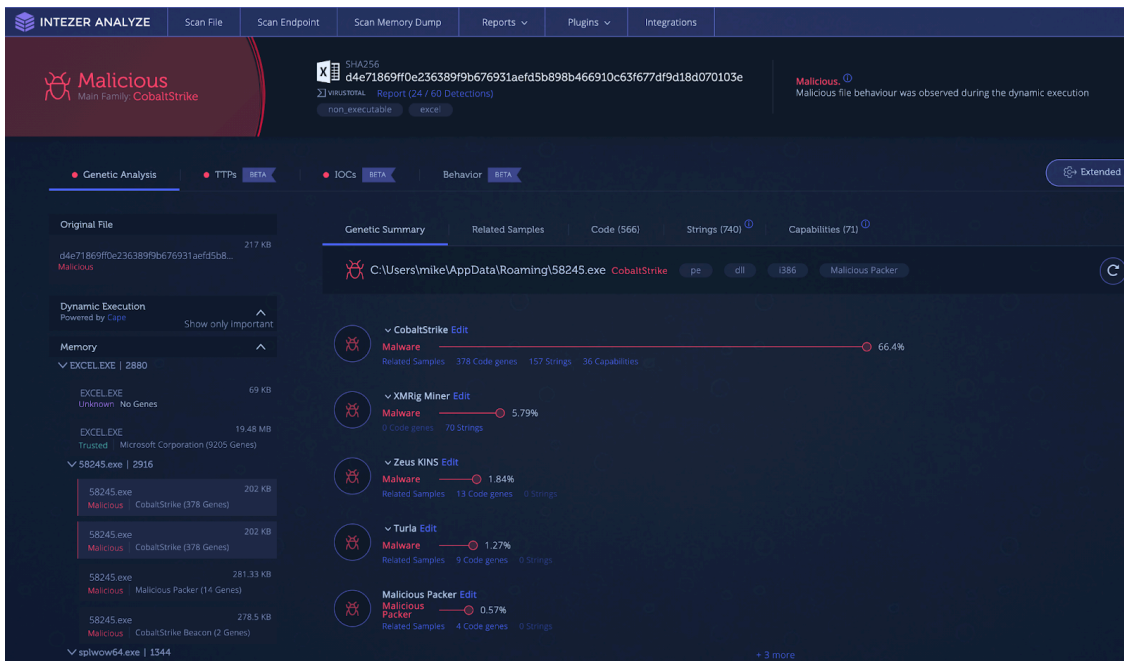 INTEZER ANALYZE Scan File Scan Endpoint Scan Memory Dump Reports Plugins Integrations
Malicious
Main Family: CobaltStrike
SHA256
d4e71869ff0e236389f9b676931aefd5b898b466910c63f677df9d18d070103e
VIRUSTOTAL Report (24 / 60 Detections)
non_executable excel
Malicious.
Malicious file behaviour was observed during the dynamic execution
Genetic Analysis TTPs BETA IOCs BETA Behavior BETA Extended
Original File
217 KB
d4e71869ff0e236389f9b676931aefd5b8...
Malicious
Dynamic Execution
Powered by Cape
Show only important
Memory
EXCEL.EXE | 2880
EXCEL.EXE 69 KB
Unknown No Genes
EXCEL.EXE 19.48 MB
Trusted Microsoft Corporation (9205 Genes)
58245.exe | 2916
58245.exe 202 KB
Malicious CobaltStrike (378 Genes)
58245.exe 202 KB
Malicious CobaltStrike (378 Genes)
58245.exe 281.33 KB
Malicious Malicious Packer (14 Genes)
58245.exe 278.5 KB
Malicious CobaltStrike Beacon (2 Genes)
splwow64.exe | 1344
Genetic Summary Related Samples Code (566) Strings (740) Capabilities (71)
C:\Users\mike\AppData\Roaming\58245.exe CobaltStrike pe dll i386 Malicious Packer
CobaltStrike Edit
Malware 66.4%
Related Samples 378 Code genes 157 Strings 36 Capabilities
XMRig Miner Edit
Malware 5.79%
0 Code genes 70 Strings
Zeus KINS Edit
Malware 1.84%
Related Samples 13 Code genes 0 Strings
Turla Edit
Malware 1.27%
Related Samples 9 Code genes 0 Strings
Malicious Packer Edit
Malicious
Packer 0.57%
Related Samples 4 Code genes 0 Strings
+ 3 more